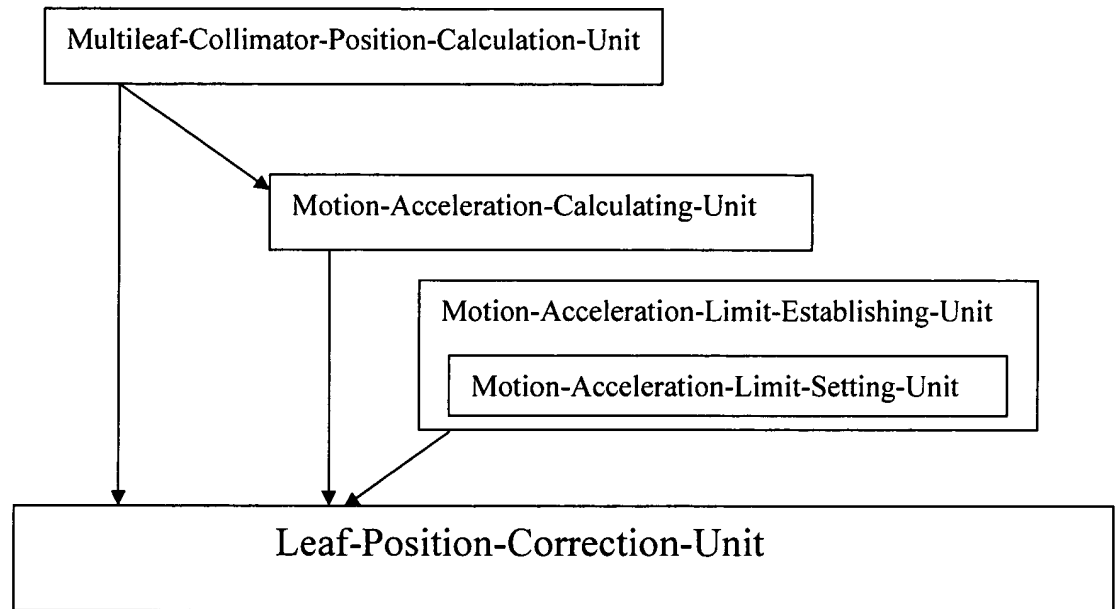 Multileaf-Collimator-Position-Calculation-Unit
Motion-Acceleration-Calculating-Unit
Motion-Acceleration-Limit-Establishing-Unit
Motion-Acceleration-Limit-Setting-Unit
Leaf-Position-Correction-Unit